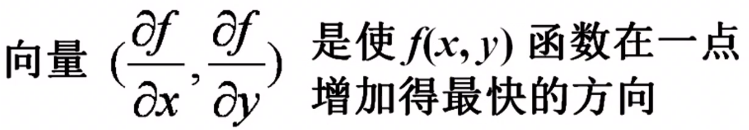 向量 (∂f/∂x, ∂f/∂y) 是使 f(x, y) 函数在一点
增加得最快的方向